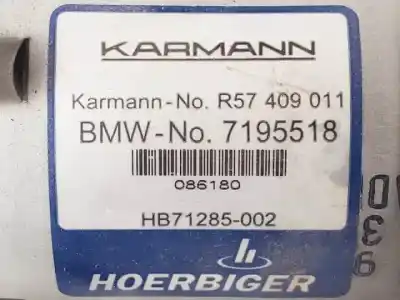 KARMANN
Karmann-No. R57 409 011
BMW-No. 7195518
086180
HB71285-002
HOERBIGER